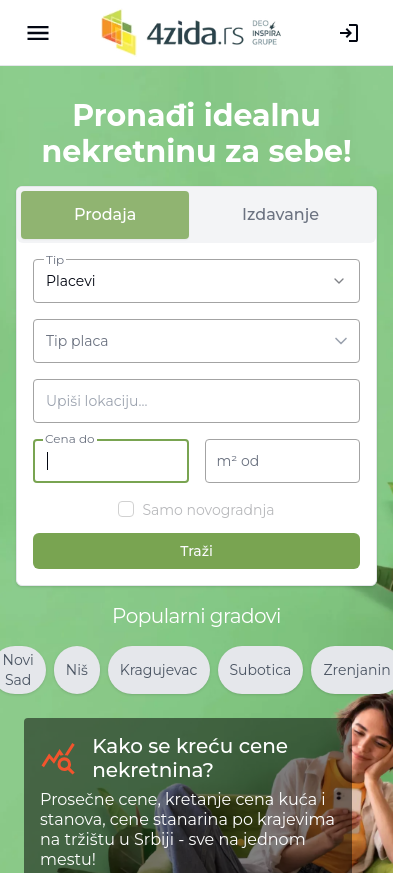 4zida.rs
DEO
INSPIRA
GRUPE
Pronađi idealnu
nekretninu za sebe!
Prodaja
Izdavanje
Tip
Placevi
Tip placa
Upiši lokaciju...
Cena do
m² od
Samo novogradnja
Traži
Popularni gradovi
Novi
Sad
Niš
Kragujevac
Subotica
Zrenjanin
Kako se kreću cene
nekretnina?
Prosečne cene, kretanje cena kuća i
stanova, cene stanarina po krajevima
na tržištu u Srbiji - sve na jednom
mestu!